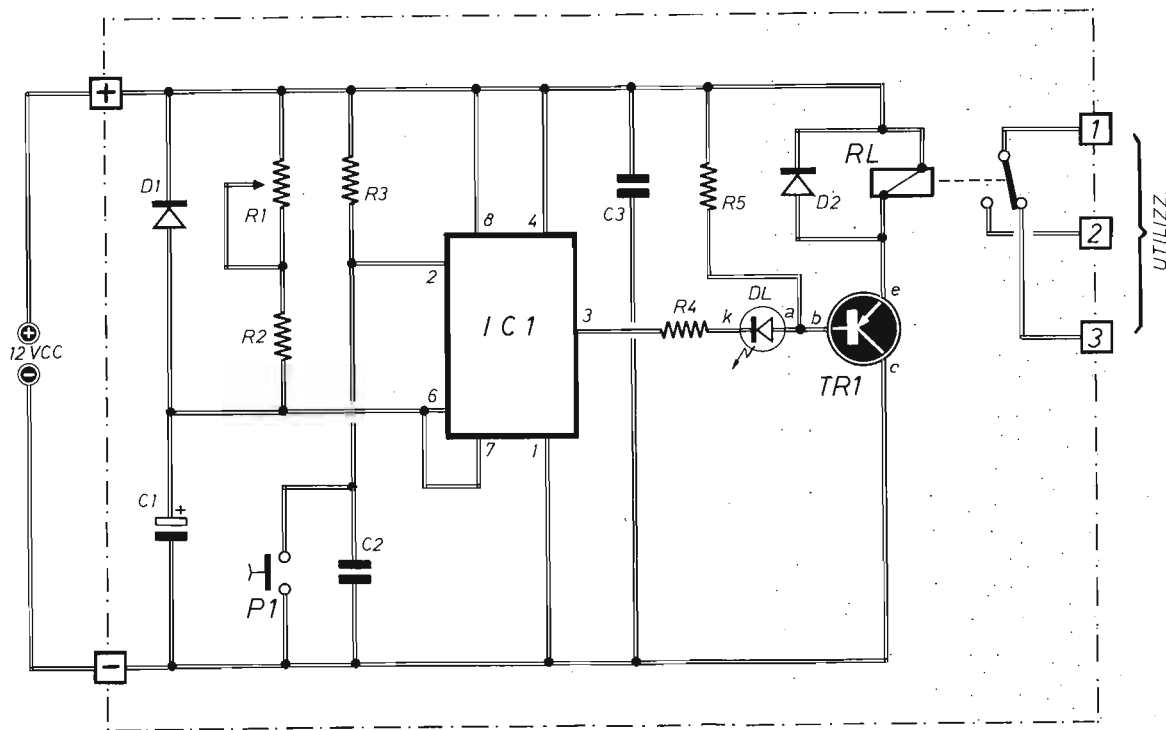 +
D1
R1
R3
8
4
C3
R5
D2
RL
1
2
3
UTILIZZ.
2
IC1
3
R4
k
DL
a
b
e
c
TR1
+
12 VCC
-
R2
6
7
1
C1
+
P1
C2
-